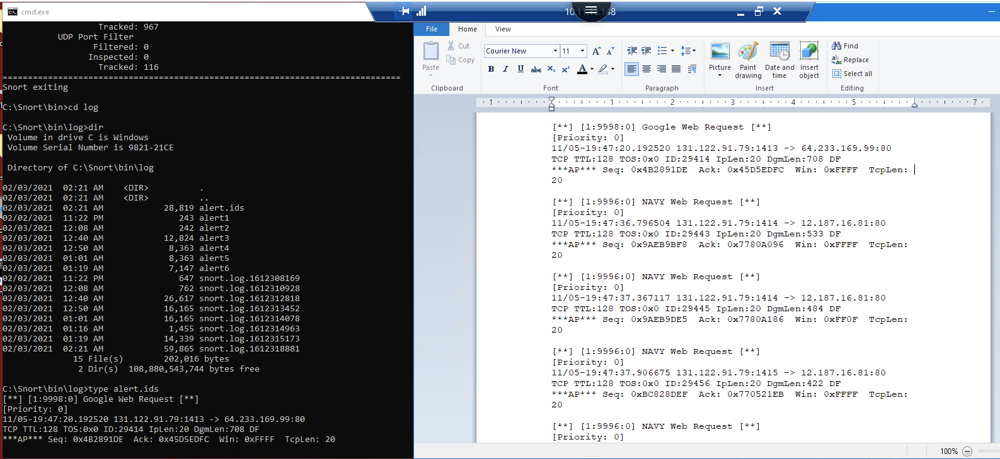 cmd.exe
Tracked: 967
UDP Port Filter
Filtered: 0
Inspected: 0
Tracked: 116
===============================================================================
Snort exiting
C:\Snort\bin>cd log
C:\Snort\bin\log>dir
Volume in drive C is Windows
Volume Serial Number is 9821-21CE
Directory of C:\Snort\bin\log
02/03/2021  02:21 AM    <DIR>          .
02/03/2021  02:21 AM    <DIR>          ..
02/03/2021  02:21 AM            28,819 alert.ids
02/02/2021  11:22 PM               243 alert1
02/03/2021  12:08 AM               242 alert2
02/03/2021  12:40 AM            12,824 alert3
02/03/2021  12:50 AM             8,363 alert4
02/03/2021  01:01 AM             8,363 alert5
02/03/2021  01:19 AM             7,147 alert6
02/02/2021  11:22 PM               647 snort.log.1612308169
02/03/2021  12:08 AM               762 snort.log.1612310928
02/03/2021  12:40 AM            26,617 snort.log.1612312818
02/03/2021  12:50 AM            16,165 snort.log.1612313452
02/03/2021  01:01 AM            16,165 snort.log.1612314078
02/03/2021  01:16 AM             1,455 snort.log.1612314963
02/03/2021  01:19 AM            14,339 snort.log.1612315173
02/03/2021  02:21 AM            59,865 snort.log.1612318881
15 File(s)        202,016 bytes
2 Dir(s)  108,880,543,744 bytes free
C:\Snort\bin\log>type alert.ids
[**] [1:9998:0] Google Web Request [**]
[Priority: 0]
11/05-19:47:20.192520 131.122.91.79:1413 -> 64.233.169.99:80
TCP TTL:128 TOS:0x0 ID:29414 IpLen:20 DgmLen:708 DF
***AP*** Seq: 0x4B2891DE  Ack: 0x45D5EDFC  Win: 0xFFFF  TcpLen: 20
File Home View
Paste Cut Copy
Clipboard
Courier New 11
B I U abc X2 X2 A
Font
Paragraph
Picture Paint drawing Date and time Insert object
Insert
Find
Replace
Select all
Editing
1 1 2 3 4 5 7
[**] [1:9998:0] Google Web Request [**]
[Priority: 0]
11/05-19:47:20.192520 131.122.91.79:1413 -> 64.233.169.99:80
TCP TTL:128 TOS:0x0 ID:29414 IpLen:20 DgmLen:708 DF
***AP*** Seq: 0x4B2891DE  Ack: 0x45D5EDFC  Win: 0xFFFF  TcpLen:
20
[**] [1:9996:0] NAVY Web Request [**]
[Priority: 0]
11/05-19:47:36.796504 131.122.91.79:1414 -> 12.187.16.81:80
TCP TTL:128 TOS:0x0 ID:29443 IpLen:20 DgmLen:533 DF
***AP*** Seq: 0x9AEB9BF8  Ack: 0x7780A096  Win: 0xFFFF  TcpLen:
20
[**] [1:9996:0] NAVY Web Request [**]
[Priority: 0]
11/05-19:47:37.367117 131.122.91.79:1414 -> 12.187.16.81:80
TCP TTL:128 TOS:0x0 ID:29445 IpLen:20 DgmLen:484 DF
***AP*** Seq: 0x9AEB9DE5  Ack: 0x7780A186  Win: 0xFF0F  TcpLen:
20
[**] [1:9996:0] NAVY Web Request [**]
[Priority: 0]
11/05-19:47:37.906675 131.122.91.79:1415 -> 12.187.16.81:80
TCP TTL:128 TOS:0x0 ID:29456 IpLen:20 DgmLen:422 DF
***AP*** Seq: 0xBC828DEF  Ack: 0x770521EB  Win: 0xFFFF  TcpLen:
20
[**] [1:9996:0] NAVY Web Request [**]
[Priority: 0]
100%